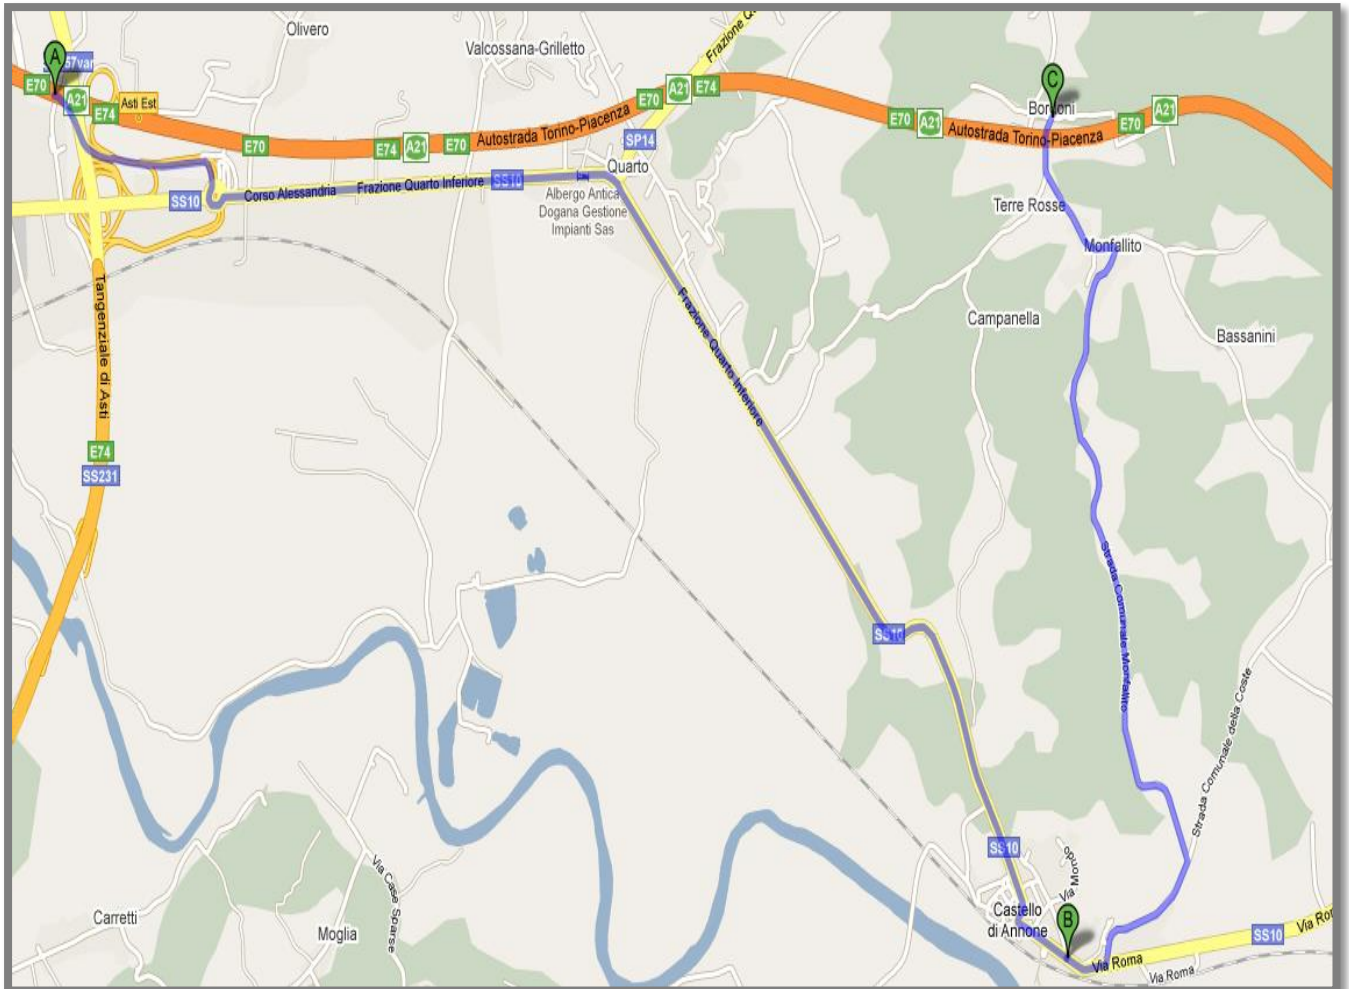 Olivero
Valcossana-Grilletto
Frazione
A
C
E70
A21
E74
Asti Est
E70
A21
E74
Bordoni
A21
SP14
E70
E74
A21
E70
Autostrada Torino-Piacenza
E70
A21
Autostrada Torino-Piacenza
E70
Quarto
SS10
Corso Alessandria
Frazione Quarto Inferiore
SS10
Albergo Antica
Dogana Gestione
Impianti Sas
Terre Rosse
Monfallito
Tangenziale di Asti
Frazione Quarto Inferiore
Campanella
Bassanini
E74
SS231
Strada Comunale Monfallito
SS10
Strada Comunale della Coste
SS10
Via Case Sparse
Carretti
Moglia
Castello
di Annone
B
SS10
Via Roma
Via Roma